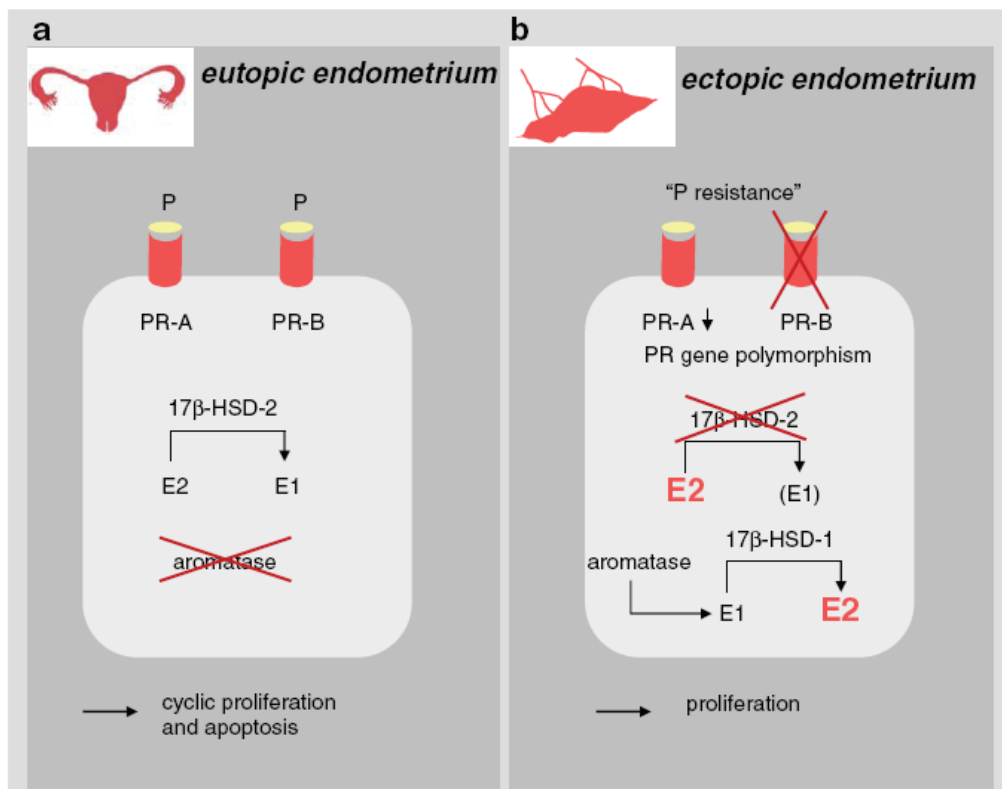 a
eutopic endometrium
P P
PR-A PR-B
17β-HSD-2
E2 E1
aromatase
cyclic proliferation
and apoptosis
b
ectopic endometrium
“P resistance”
PR-A PR-B
PR gene polymorphism
17β-HSD-2
E2 (E1)
17β-HSD-1
aromatase
E1 E2
proliferation